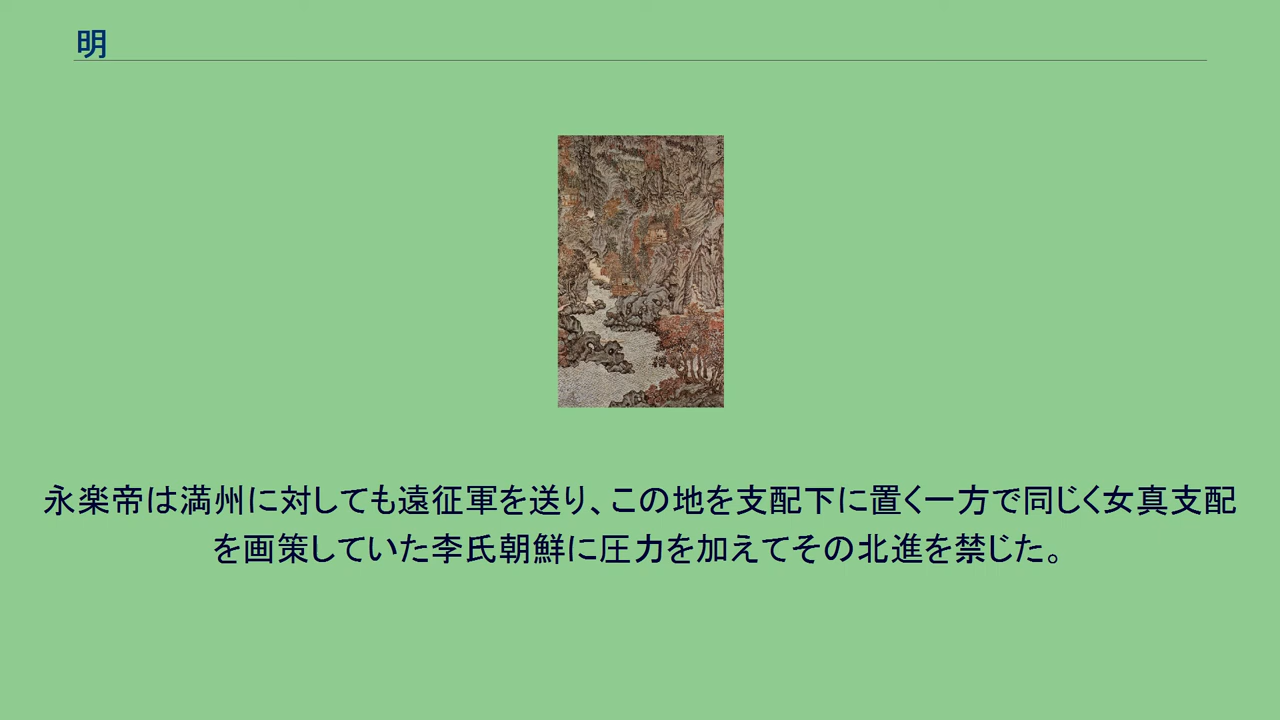 明
永楽帝は満州に対しても遠征軍を送り、この地を支配下に置く一方で同じく女真支配
を画策していた李氏朝鮮に圧力を加えてその北進を禁じた。